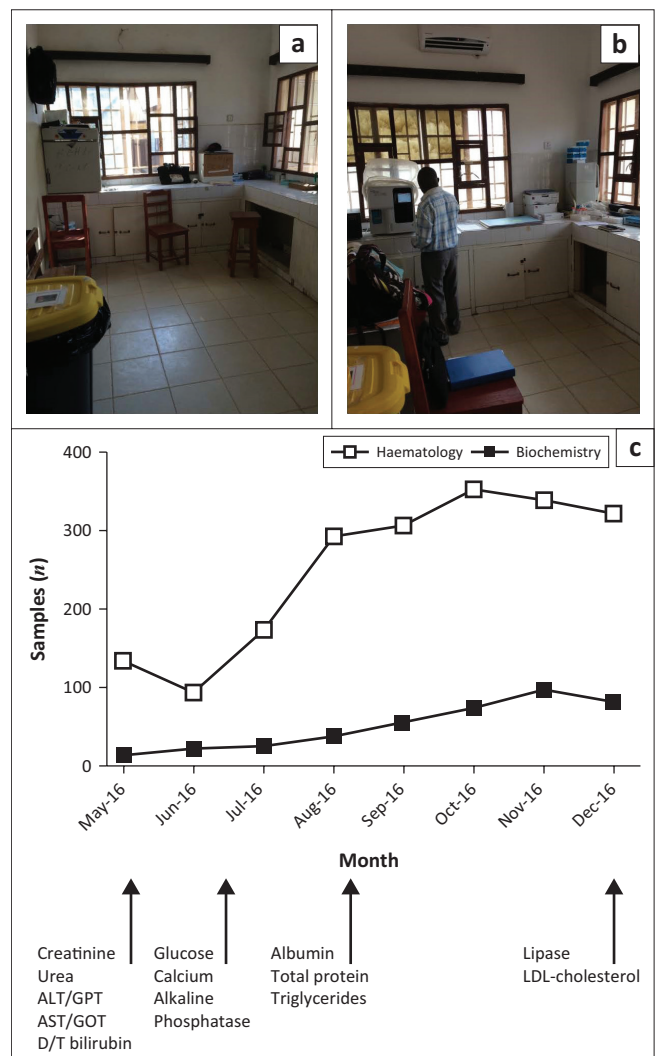 a
b
c
Haematology
Biochemistry
400
300
200
100
0
Samples (n)
May-16
Jun-16
Jul-16
Aug-16
Sep-16
Oct-16
Nov-16
Dec-16
Month
Creatinine
Urea
ALT/GPT
AST/GOT
D/T bilirubin
Glucose
Calcium
Alkaline
Phosphatase
Albumin
Total protein
Triglycerides
Lipase
LDL-cholesterol